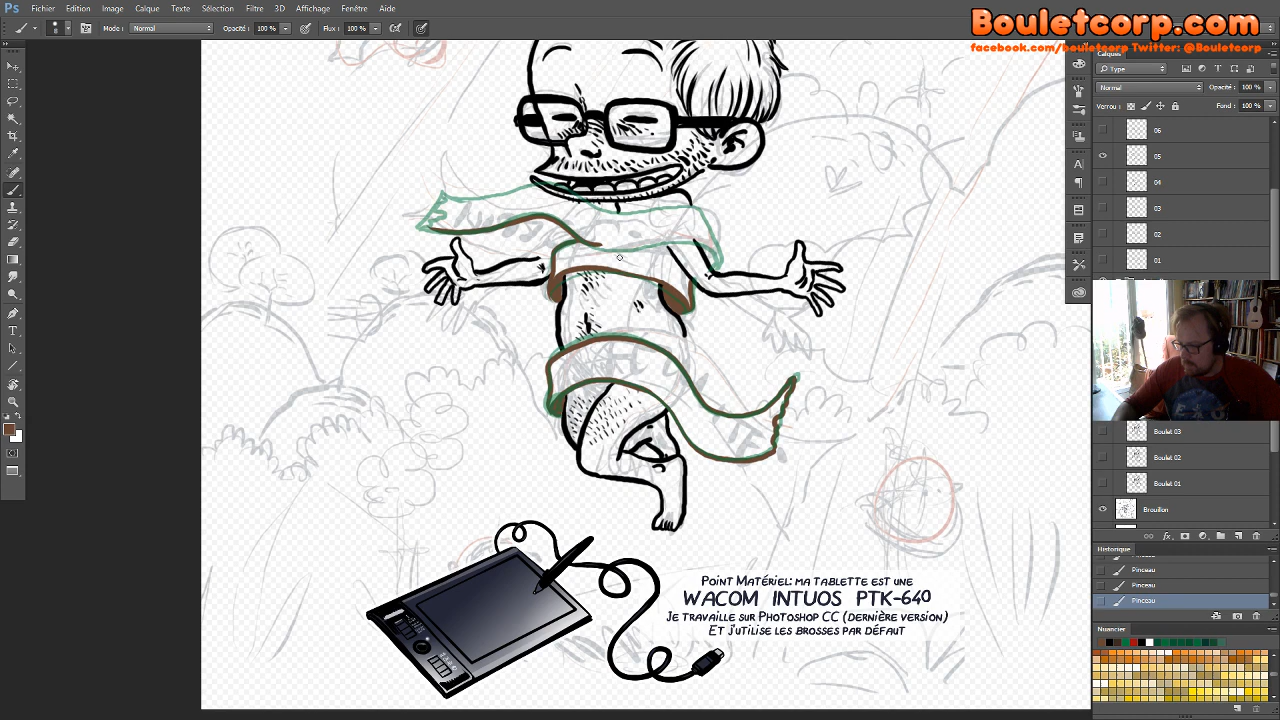 Ps Fichier Edition Image Calque Texte Sélection Filtre 3D Affichage Fenêtre Aide
Bouletcorp.com
Mode : Normal Opacité : 100 % Flux : 100 %
facebook.com/bouletcorp Twitter: @Bouletcorp
Calques
Type
Normal Opacité : 100 %
Verrou : Fond : 100 %
06
05
04
03
02
01
Boulet 03
Boulet 02
Boulet 01
Brouillon
Historique
Pinceau
Pinceau
Pinceau
Pinceau
Nuancier
Point Matériel: ma tablette est une
WACOM INTUOS PTK-640
Je travaille sur Photoshop CC (dernière version)
Et j'utilise les brosses par défaut